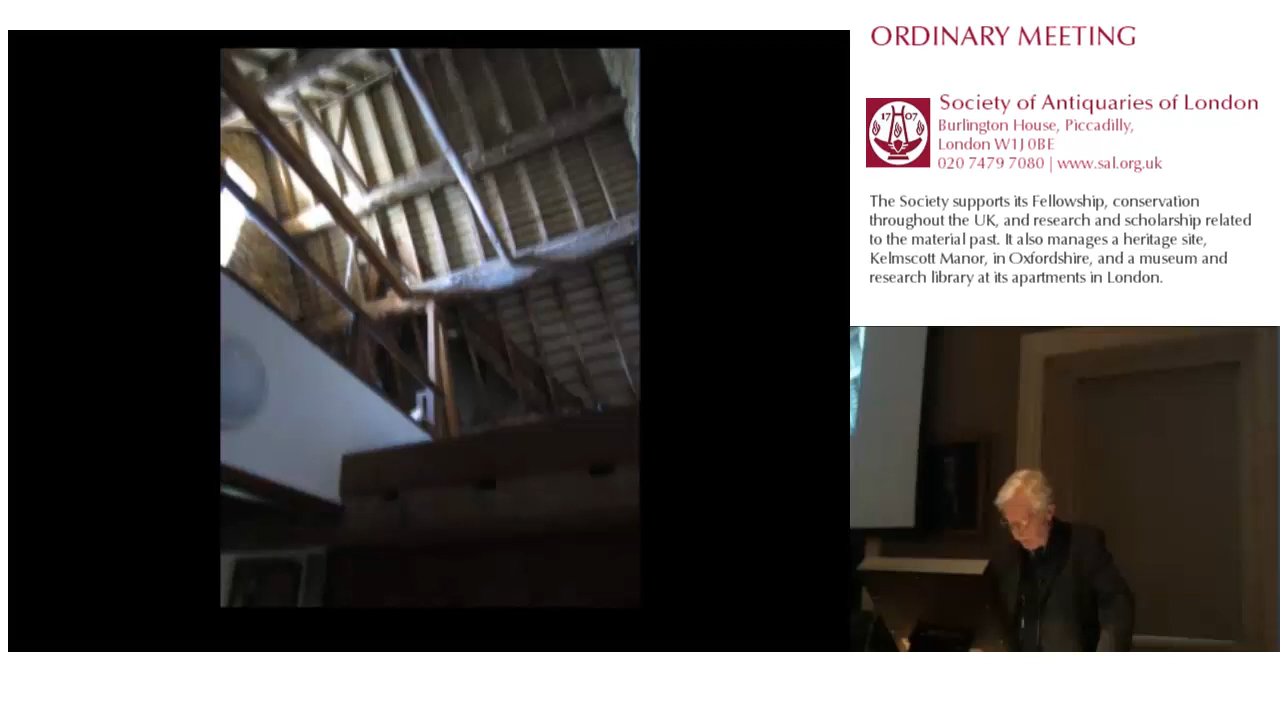 ORDINARY MEETING
1707
Society of Antiquaries of London
Burlington House, Piccadilly,
London W1J 0BE
020 7479 7080 | www.sal.org.uk
The Society supports its Fellowship, conservation
throughout the UK, and research and scholarship related
to the material past. It also manages a heritage site,
Kelmscott Manor, in Oxfordshire, and a museum and
research library at its apartments in London.